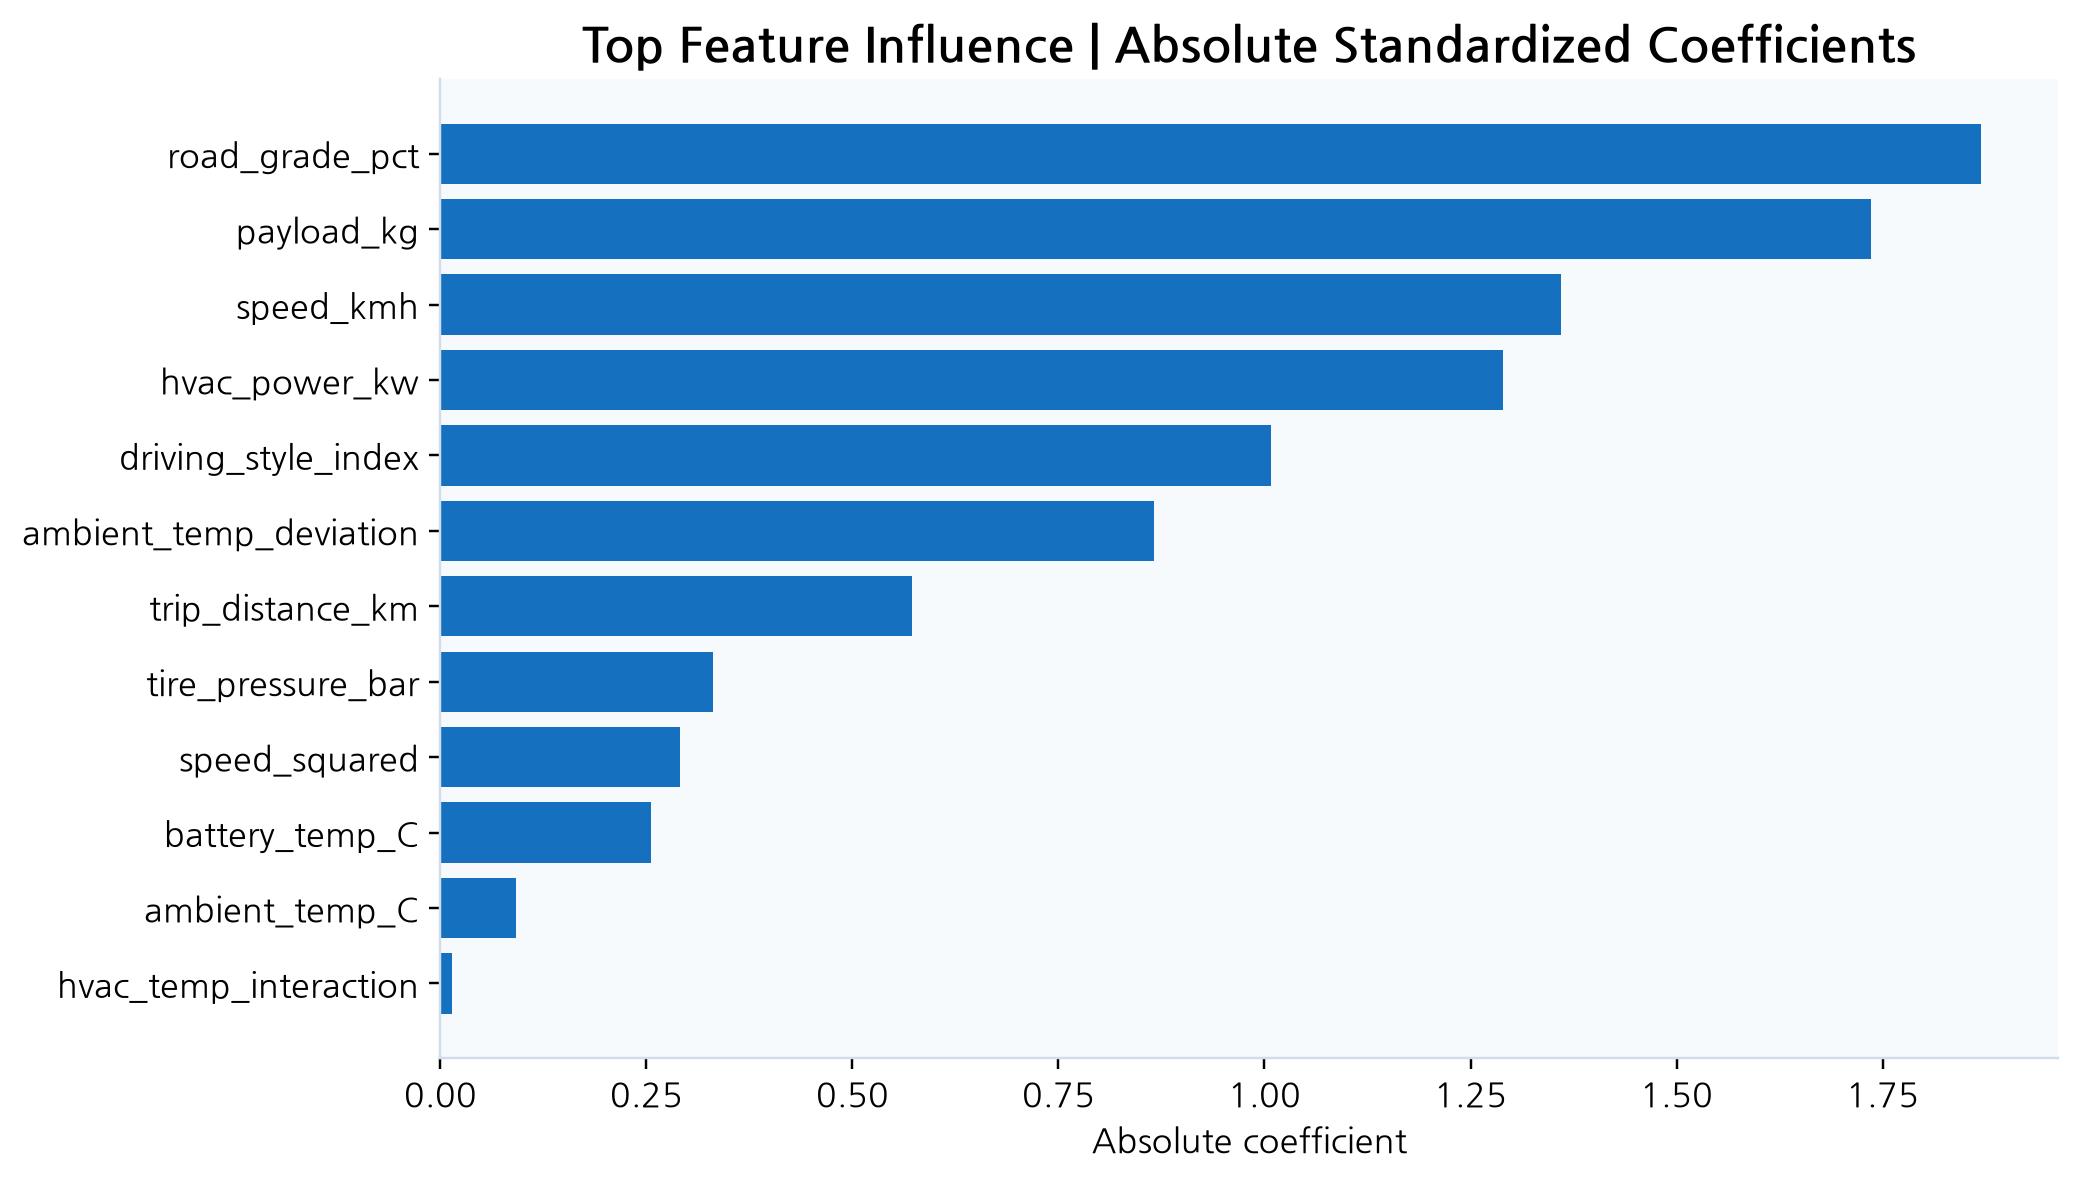 Top Feature Influence | Absolute Standardized Coefficients
road_grade_pct
payload_kg
speed_kmh
hvac_power_kw
driving_style_index
ambient_temp_deviation
trip_distance_km
tire_pressure_bar
speed_squared
battery_temp_C
ambient_temp_C
hvac_temp_interaction
0.00 0.25 0.50 0.75 1.00 1.25 1.50 1.75
Absolute coefficient